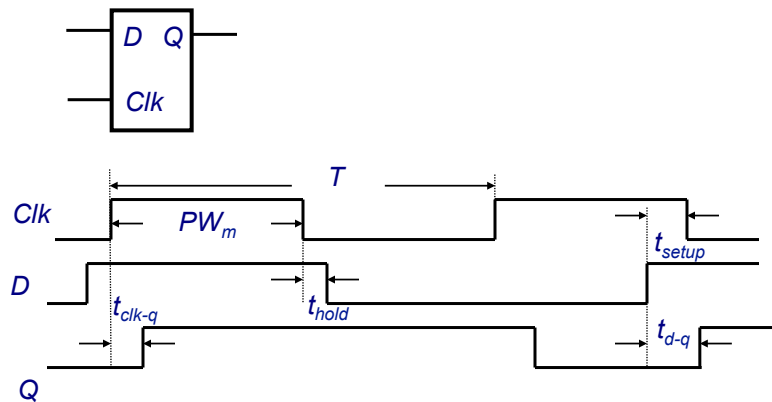 D Q
Clk
T
Clk
PWm
tsetup
D
tclk-q
thold
td-q
Q